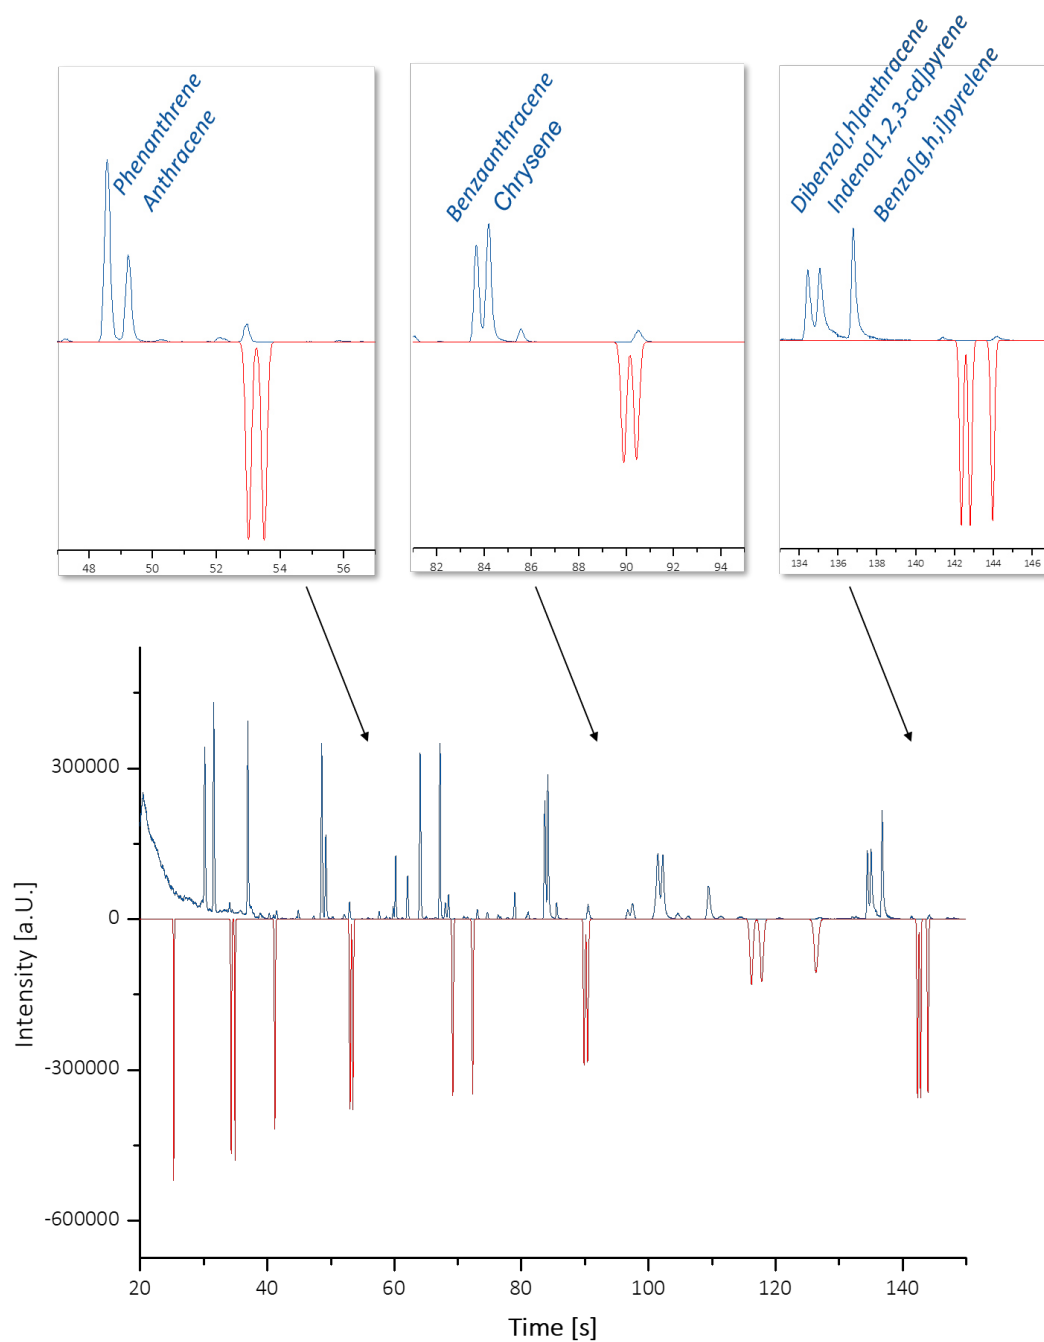 Phenanthrene
Anthracene
Benzaanthracene
Chrysene
Dibenzo[,h]anthracene
Indeno[1,2,3-cd]pyrene
Benzo[g,h,i]pyrelene
48 50 52 54 56
82 84 86 88 90 92 94
134 136 138 140 142 144 146
300000
0
-300000
-600000
Intensity [a.U.]
20 40 60 80 100 120 140
Time [s]